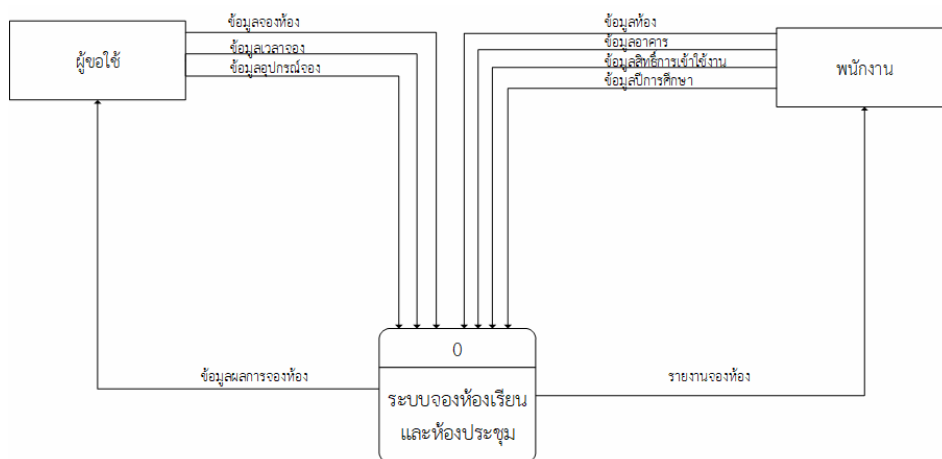 ข้อมูลจองห้อง
ข้อมูลห้อง
ข้อมูลเวลาจอง
ข้อมูลอาคาร
ผู้ขอใช้
ข้อมูลอุปกรณ์จอง
ข้อมูลสิทธิ์การเข้าใช้งาน
พนักงาน
ข้อมูลปีการศึกษา
0
ข้อมูลผลการจองห้อง
รายงานจองห้อง
ระบบจองห้องเรียน
และห้องประชุม